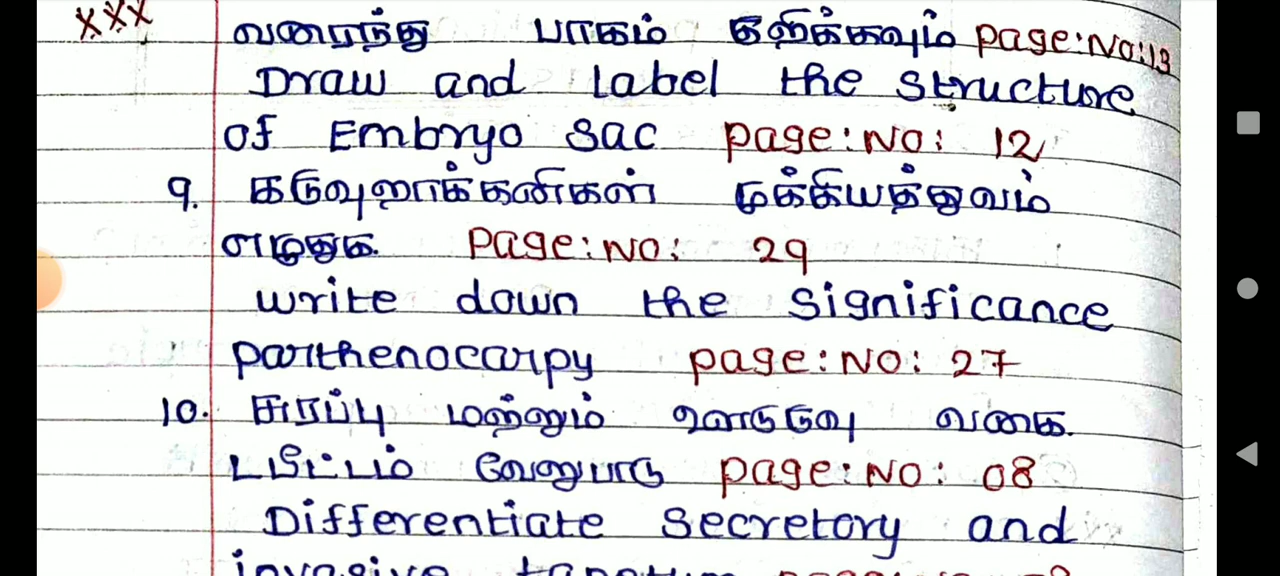 xxx வரைந்து பாகம் குறிக்கவும் page:No:13
Draw and Label the structure
of Embryo sac page:No: 12
9. கருவுறாக்கனிகள் முக்கியத்துவம்
எழுதுக. page:No: 29
write down the significance
parthenocarpy page:No: 27
10. சுரப்பு மற்றும் ஊடுருவு வகை
டபீட்டம் வேறுபாடு page:No: 08
Differentiate secretory and
invasive tapetum